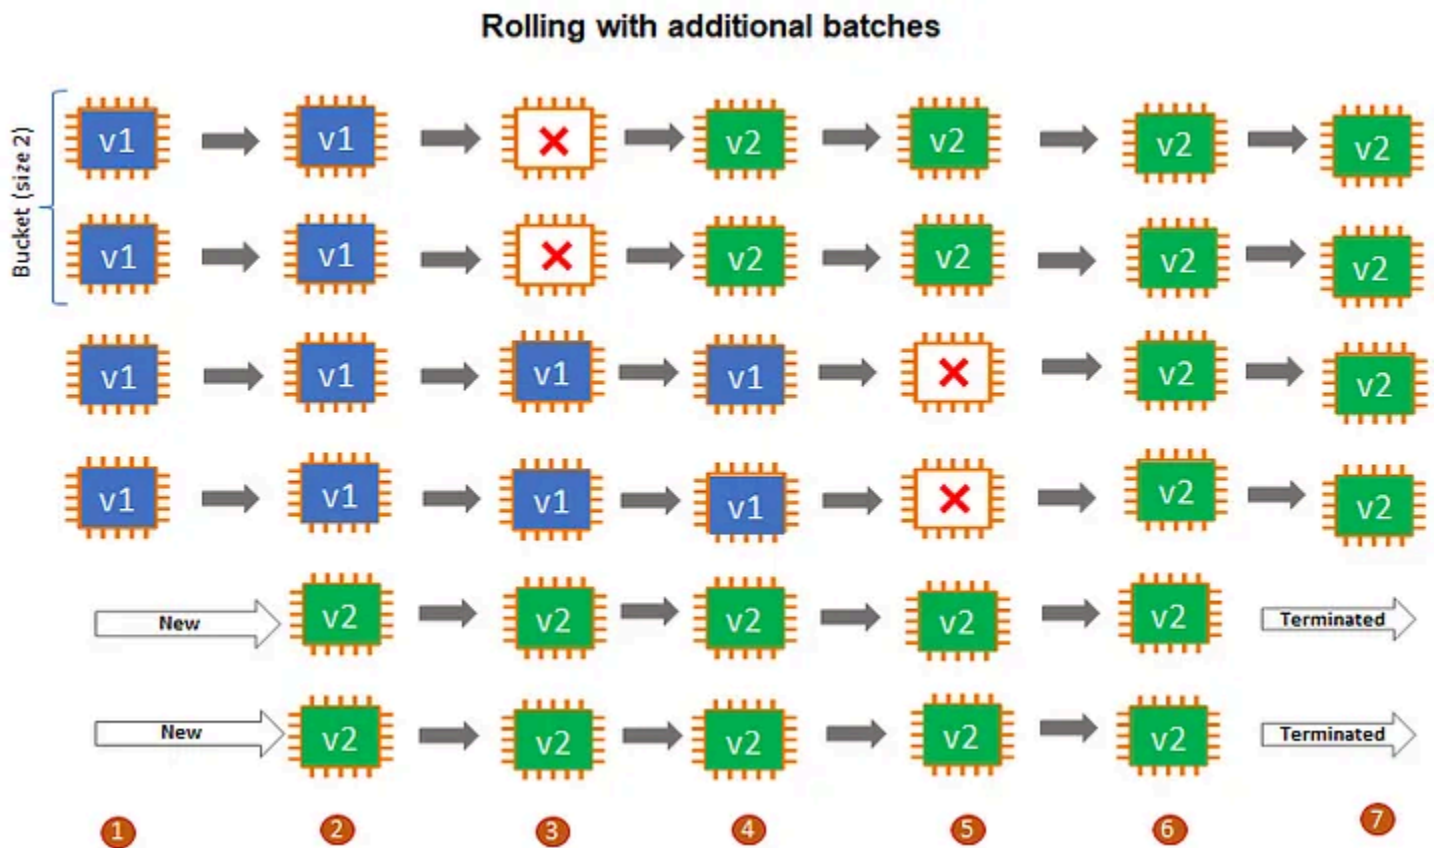 Rolling with additional batches
Bucket (size 2)
v1 v1 v2 v2 v2 v2
v1 v1 v2 v2 v2 v2
v1 v1 v1 v1 v2 v2
v1 v1 v1 v1 v2 v2
New v2 v2 v2 v2 v2 Terminated
New v2 v2 v2 v2 v2 Terminated
1 2 3 4 5 6 7